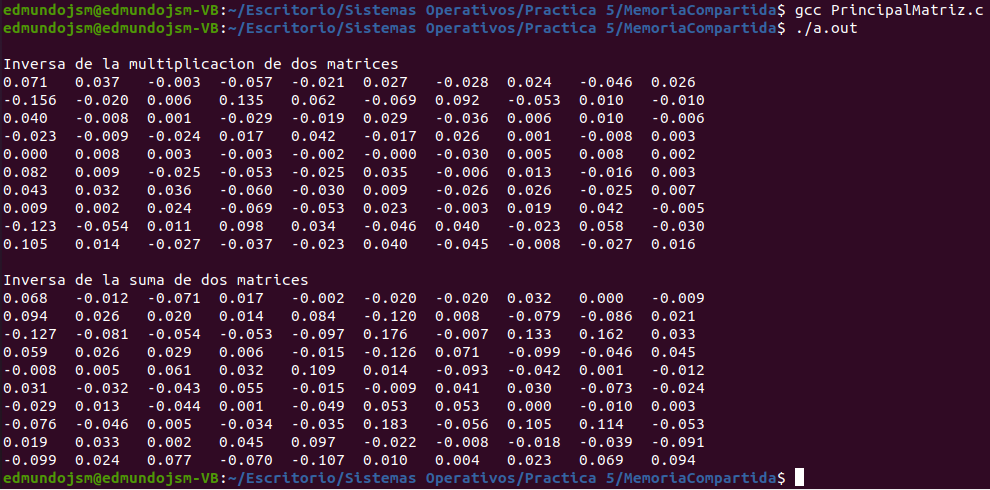 edmundojsm@edmundojsm-VB:~/Escritorio/Sistemas Operativos/Practica 5/MemoriaCompartida$ gcc PrincipalMatriz.c
edmundojsm@edmundojsm-VB:~/Escritorio/Sistemas Operativos/Practica 5/MemoriaCompartida$ ./a.out
Inversa de la multiplicacion de dos matrices
0.071 0.037 -0.003 -0.057 -0.021 0.027 -0.028 0.024 -0.046 0.026
-0.156 -0.020 0.006 0.135 0.062 -0.069 0.092 -0.053 0.010 -0.010
0.040 -0.008 0.001 -0.029 -0.019 0.029 -0.036 0.006 0.010 -0.006
-0.023 -0.009 -0.024 0.017 0.042 -0.017 0.026 0.001 -0.008 0.003
0.000 0.008 0.003 -0.003 -0.002 -0.000 -0.030 0.005 0.008 0.002
0.082 0.009 -0.025 -0.053 -0.025 0.035 -0.006 0.013 -0.016 0.003
0.043 0.032 0.036 -0.060 -0.030 0.009 -0.026 0.026 -0.025 0.007
0.009 0.002 0.024 -0.069 -0.053 0.023 -0.003 0.019 0.042 -0.005
-0.123 -0.054 0.011 0.098 0.034 -0.046 0.040 -0.023 0.058 -0.030
0.105 0.014 -0.027 -0.037 -0.023 0.040 -0.045 -0.008 -0.027 0.016
Inversa de la suma de dos matrices
0.068 -0.012 -0.071 0.017 -0.002 -0.020 -0.020 0.032 0.000 -0.009
0.094 0.026 0.020 0.014 0.084 -0.120 0.008 -0.079 -0.086 0.021
-0.127 -0.081 -0.054 -0.053 -0.097 0.176 -0.007 0.133 0.162 0.033
0.059 0.026 0.029 0.006 -0.015 -0.126 0.071 -0.099 -0.046 0.045
-0.008 0.005 0.061 0.032 0.109 0.014 -0.093 -0.042 0.001 -0.012
0.031 -0.032 -0.043 0.055 -0.015 -0.009 0.041 0.030 -0.073 -0.024
-0.029 0.013 -0.044 0.001 -0.049 0.053 0.053 0.000 -0.010 0.003
-0.076 -0.046 0.005 -0.034 -0.035 0.183 -0.056 0.105 0.114 -0.053
0.019 0.033 0.002 0.045 0.097 -0.022 -0.008 -0.018 -0.039 -0.091
-0.099 0.024 0.077 -0.070 -0.107 0.010 0.004 0.023 0.069 0.094
edmundojsm@edmundojsm-VB:~/Escritorio/Sistemas Operativos/Practica 5/MemoriaCompartida$